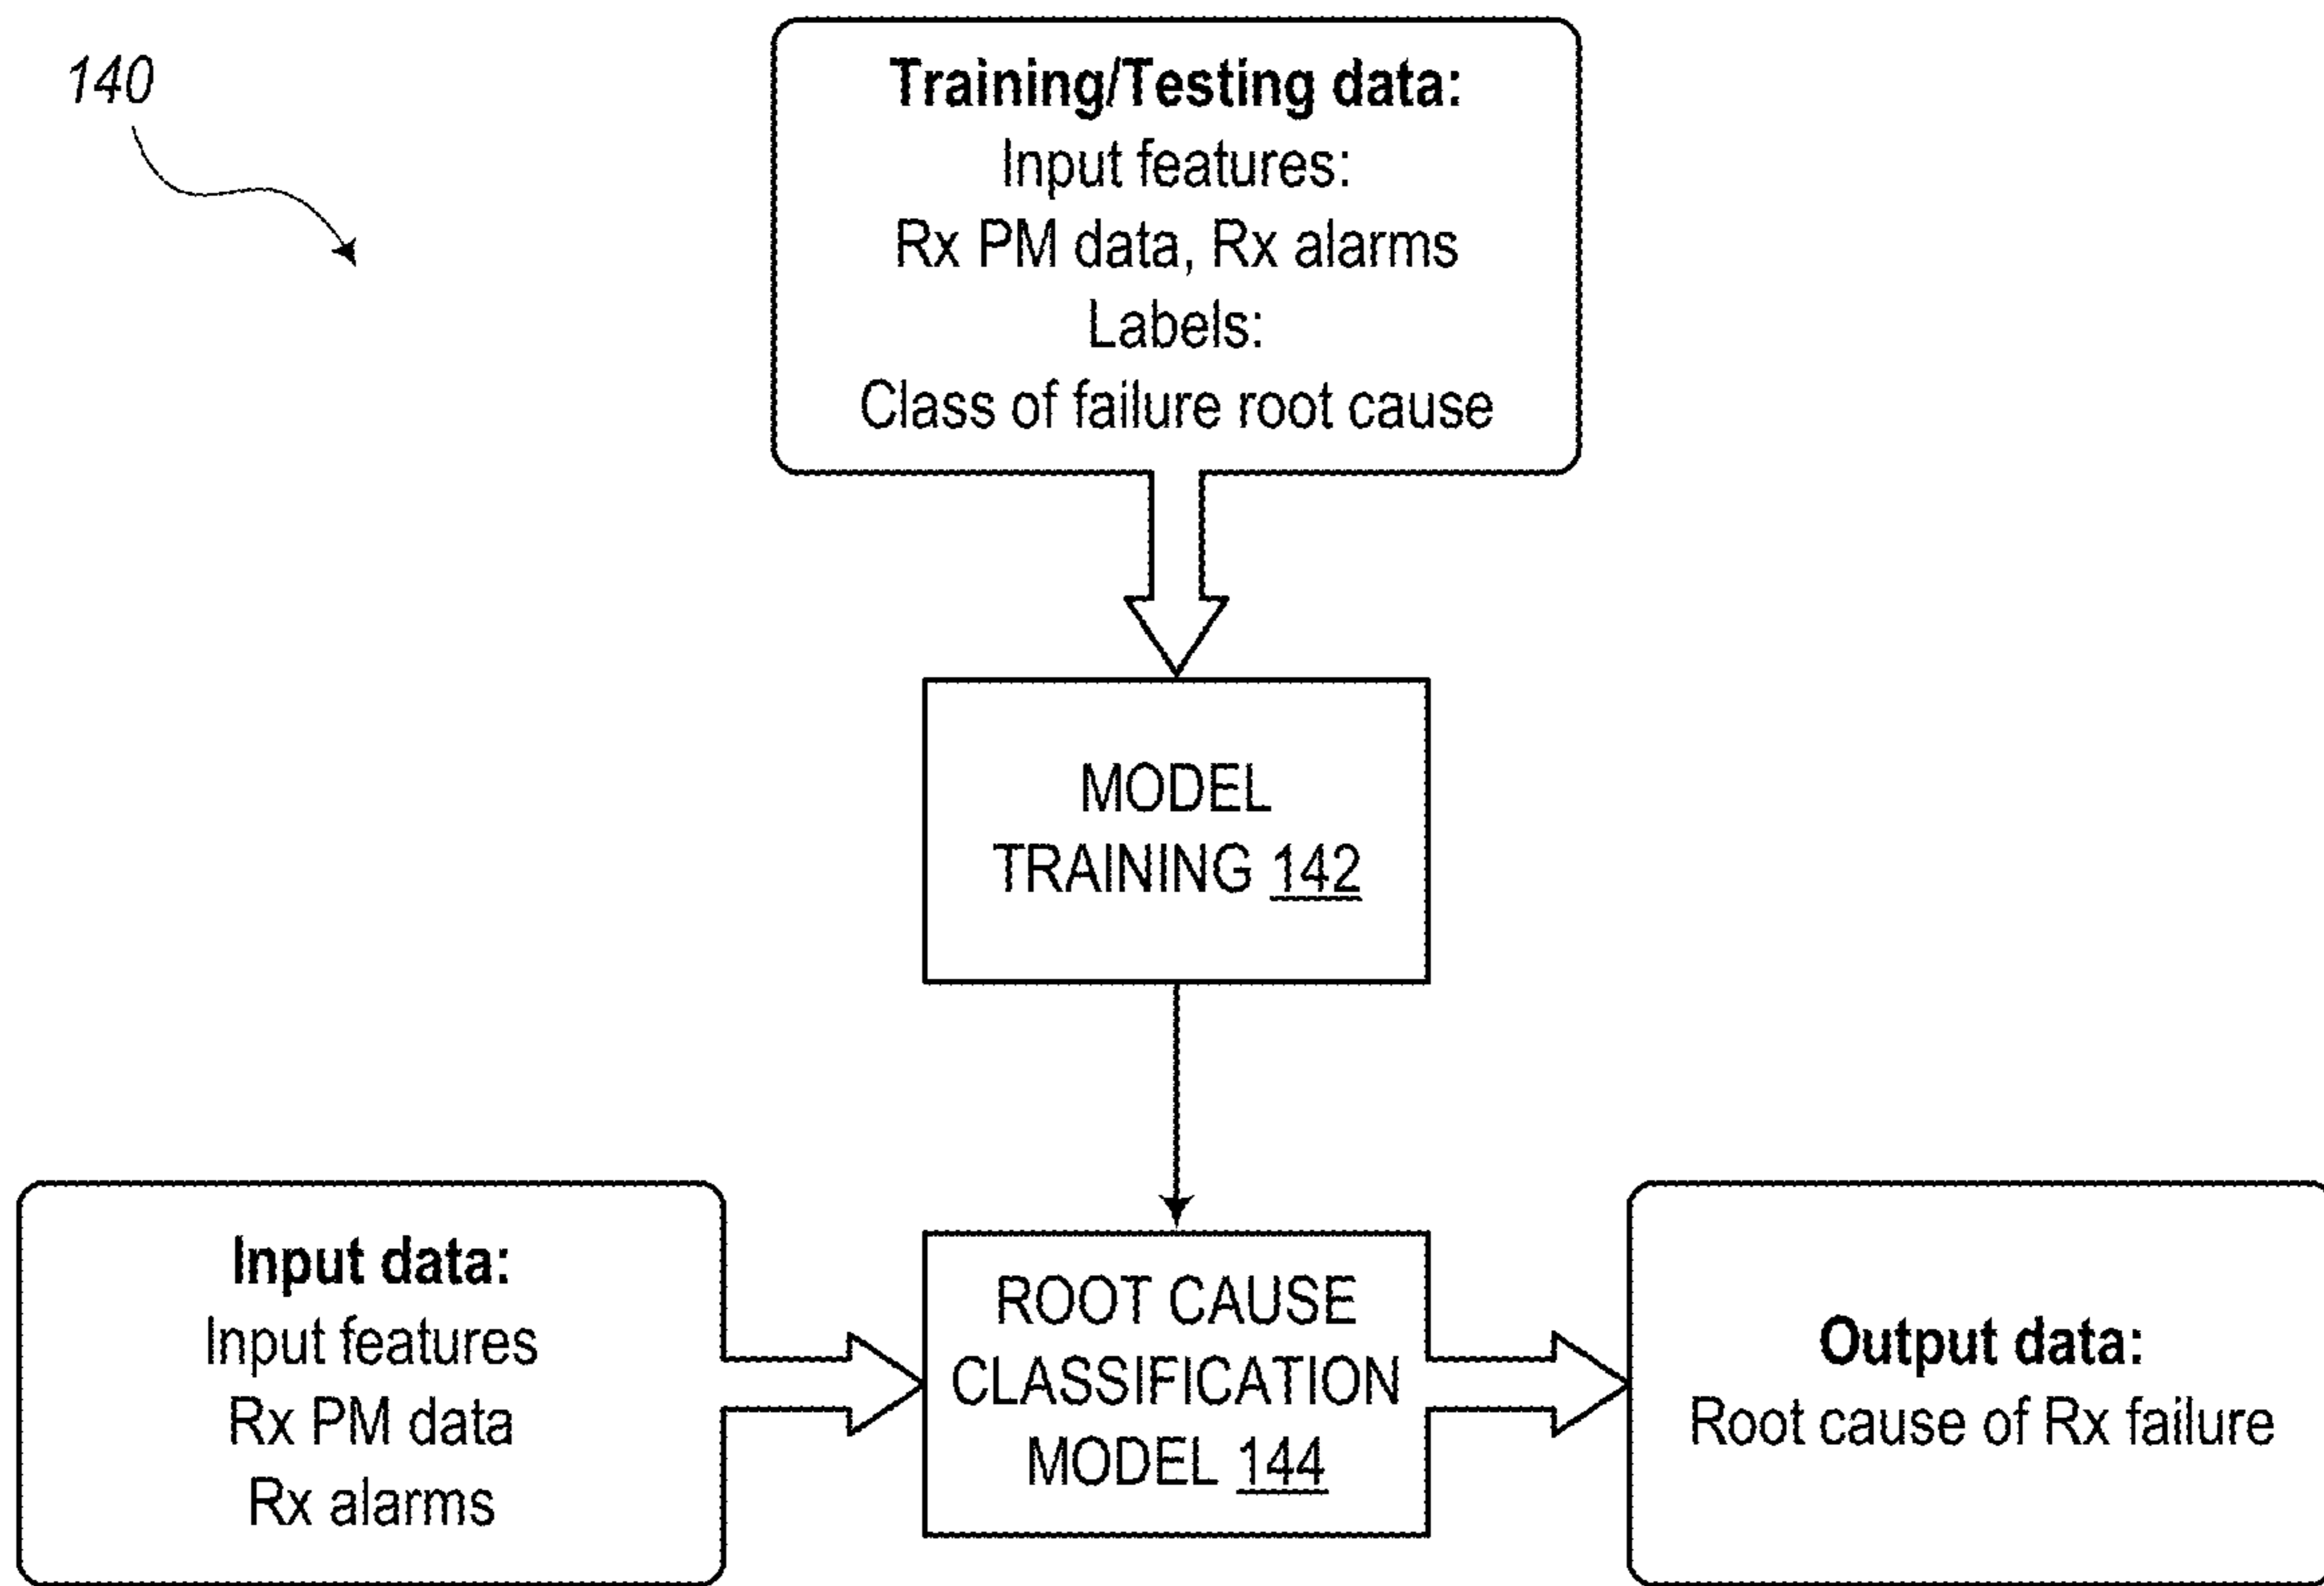 140
Training/Testing data:
Input features:
Rx PM data, Rx alarms
Labels:
Class of failure root cause
MODEL
TRAINING 142
Input data:
Input features
Rx PM data
Rx alarms
ROOT CAUSE
CLASSIFICATION
MODEL 144
Output data:
Root cause of Rx failure